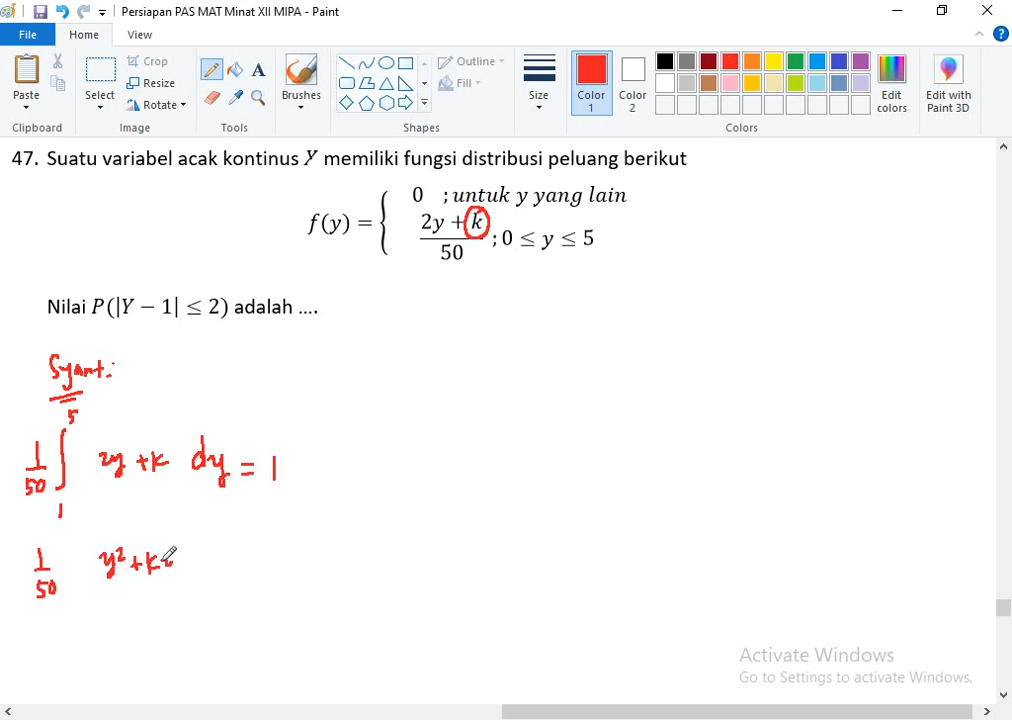 Persiapan PAS MAT Minat XII MIPA - Paint
File Home View
Paste Select Crop Resize Rotate Brushes Outline Fill Size Color 1 Color 2 Edit colors Edit with Paint 3D
Clipboard Image Tools Shapes Colors
47. Suatu variabel acak kontinus Y memiliki fungsi distribusi peluang berikut
0 ; untuk y yang lain
f(y) = { 2y + k / 50 ; 0 ≤ y ≤ 5
Nilai P(|Y − 1| ≤ 2) adalah ....
Syarat:
1/50 ∫ 5 1 2y + k dy = 1
1/50 y² + k
Activate Windows
Go to Settings to activate Windows.